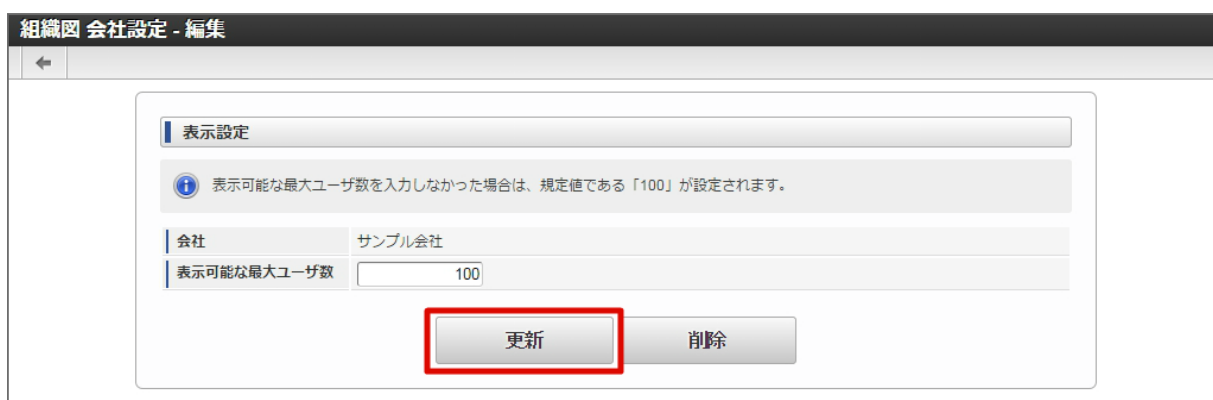 組織図 会社設定 - 編集
表示設定
表示可能な最大ユーザ数を入力しなかった場合は、規定値である「100」が設定されます。
会社 サンプル会社
表示可能な最大ユーザ数 100
更新 削除